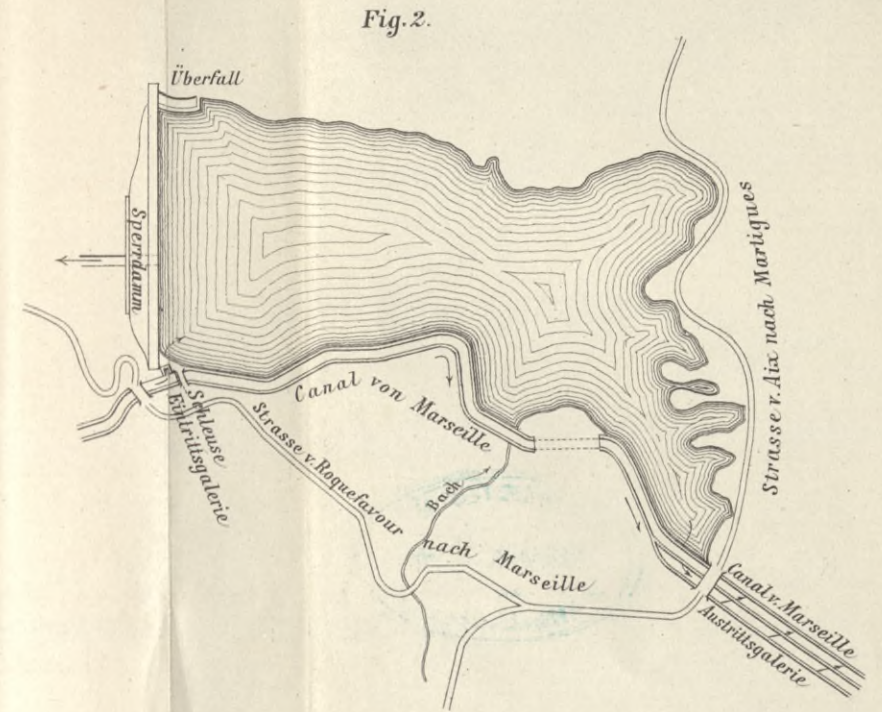 Fig. 2.
Überfall
Sperrdamm
Schleuse
Eintrittsgalerie
Canal von Marseille
Strasse v. Roquefavour nach Marseille
Bach
Strasse v. Aix nach Martigues
Canal v. Marseille
Austrittsgalerie